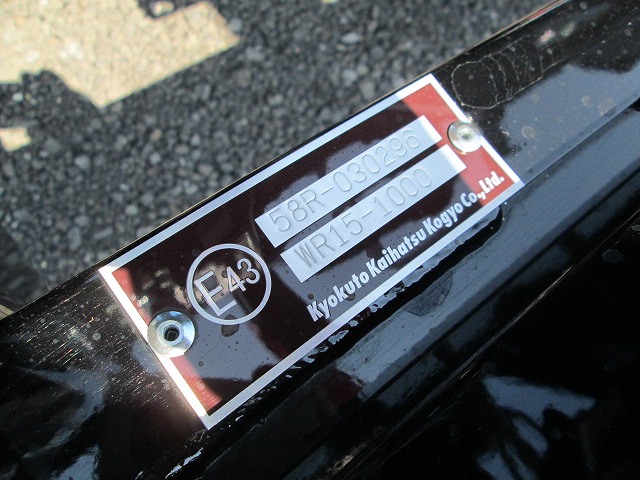 58R-030296
WR15-1000
E43
Kyokuto Kaihatsu Kogyo Co.,Ltd.